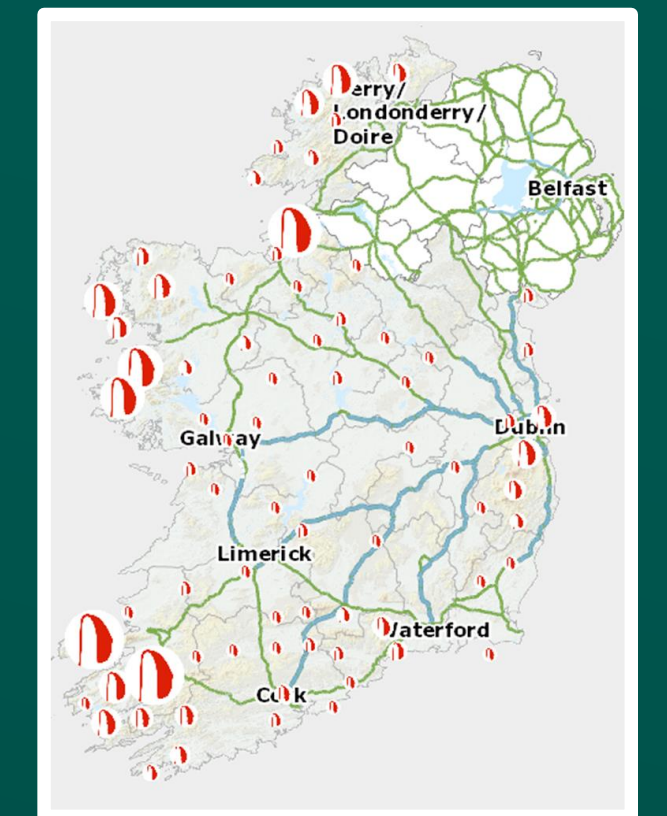 Derry/
Londonderry/
Doire
Belfast
Dublin
Galway
Limerick
Waterford
Cork